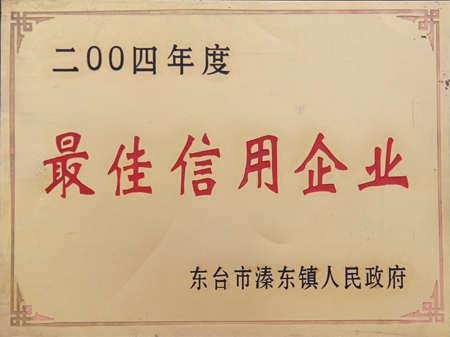 二00四年度
最佳信用企业
东台市溱东镇人民政府